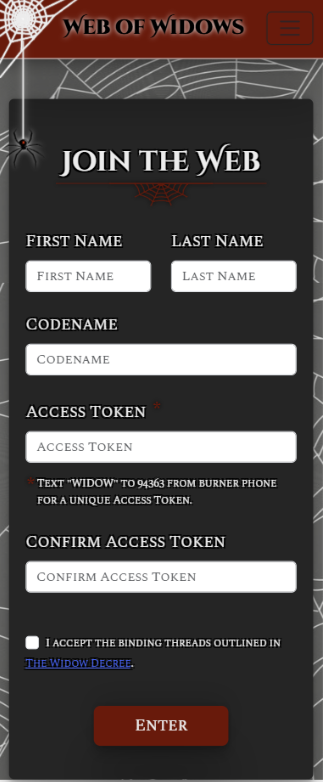 Web of Widows
Join the Web
First Name
Last Name
First Name
Last Name
Codename
Codename
Access Token *
Access Token
* Text "WIDOW" to 94363 from burner phone
for a unique Access Token.
Confirm Access Token
Confirm Access Token
I accept the binding threads outlined in
The Widow Decree.
Enter